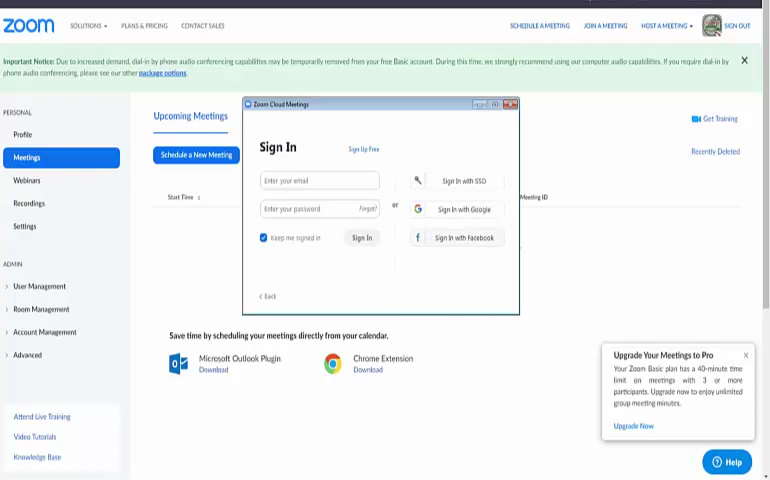 zoom SOLUTIONS PLANS & PRICING CONTACT SALES SCHEDULE A MEETING JOIN A MEETING HOST A MEETING SIGN OUT
Important Notice: Due to increased demand, dial-in by phone audio conferencing capabilities may be temporarily removed from your free Basic account. During this time, we strongly recommend using our computer audio capabilities. If you require dial-in by
phone audio conferencing, please see our other package options.
PERSONAL
Profile
Meetings
Webinars
Recordings
Settings
ADMIN
User Management
Room Management
Account Management
Advanced
Attend Live Training
Video Tutorials
Knowledge Base
Upcoming Meetings
Get Training
Schedule a New Meeting
Recently Deleted
Start Time
Meeting ID
Zoom Cloud Meetings
Sign In
Sign Up Free
Enter your email
Enter your password Forgot?
Keep me signed in Sign In
or
Sign In with SSO
G Sign In with Google
f Sign In with Facebook
< Back
Save time by scheduling your meetings directly from your calendar.
Microsoft Outlook Plugin
Download
Chrome Extension
Download
Upgrade Your Meetings to Pro
Your Zoom Basic plan has a 40-minute time
limit on meetings with 3 or more
participants. Upgrade now to enjoy unlimited
group meeting minutes.
Upgrade Now
Help